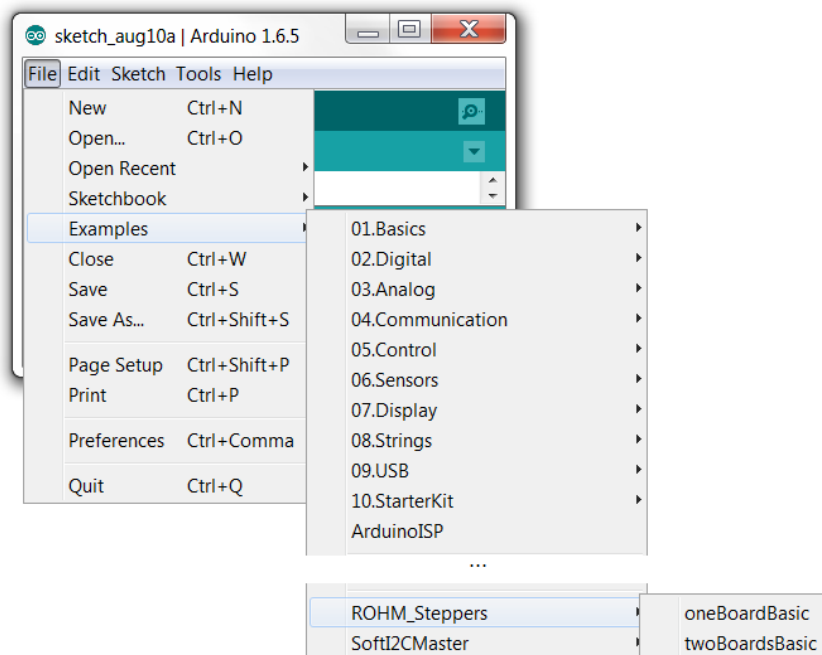 sketch_aug10a | Arduino 1.6.5
File Edit Sketch Tools Help
New Ctrl+N
Open... Ctrl+O
Open Recent
Sketchbook
Examples
Close Ctrl+W
Save Ctrl+S
Save As... Ctrl+Shift+S
Page Setup Ctrl+Shift+P
Print Ctrl+P
Preferences Ctrl+Comma
Quit Ctrl+Q
01.Basics
02.Digital
03.Analog
04.Communication
05.Control
06.Sensors
07.Display
08.Strings
09.USB
10.StarterKit
ArduinoISP
...
ROHM_Steppers
SoftI2CMaster
oneBoardBasic
twoBoardsBasic